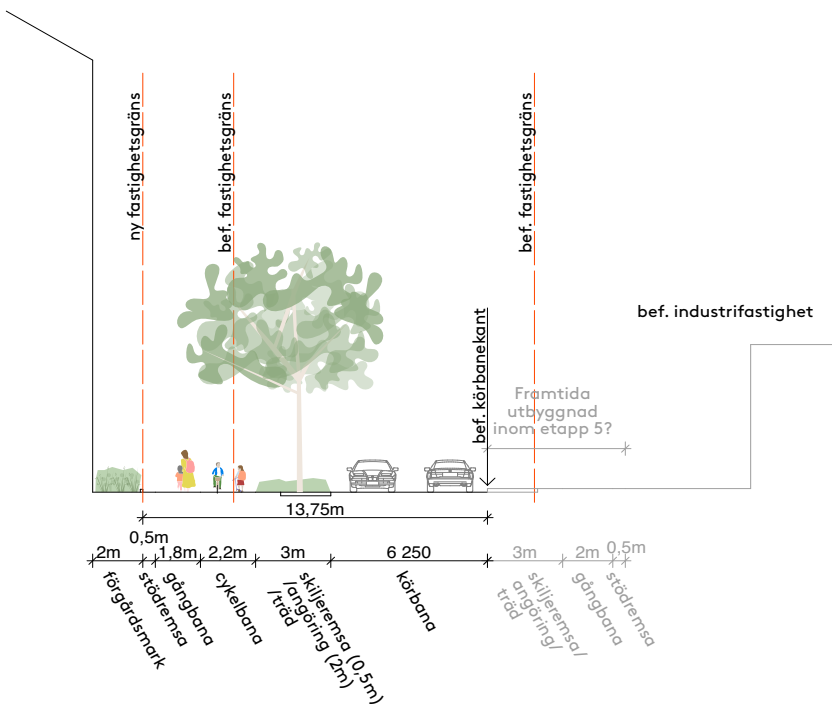 ny fastighetsgräns
bef. fastighetsgräns
bef. fastighetsgräns
bef. industrifastighet
bef. körbanekant
Framtida
utbyggnad
inom etapp 5?
13,75m
2m
0,5m
1,8m
2,2m
3m
6 250
3m
2m
0,5m
förgårdsmark
stödremsa
gångbana
cykelbana
skiljeremsa (0,5m)
/angöring (2m)
/träd
körbana
skiljeremsa/
angöring/
träd
gångbana
stödremsa